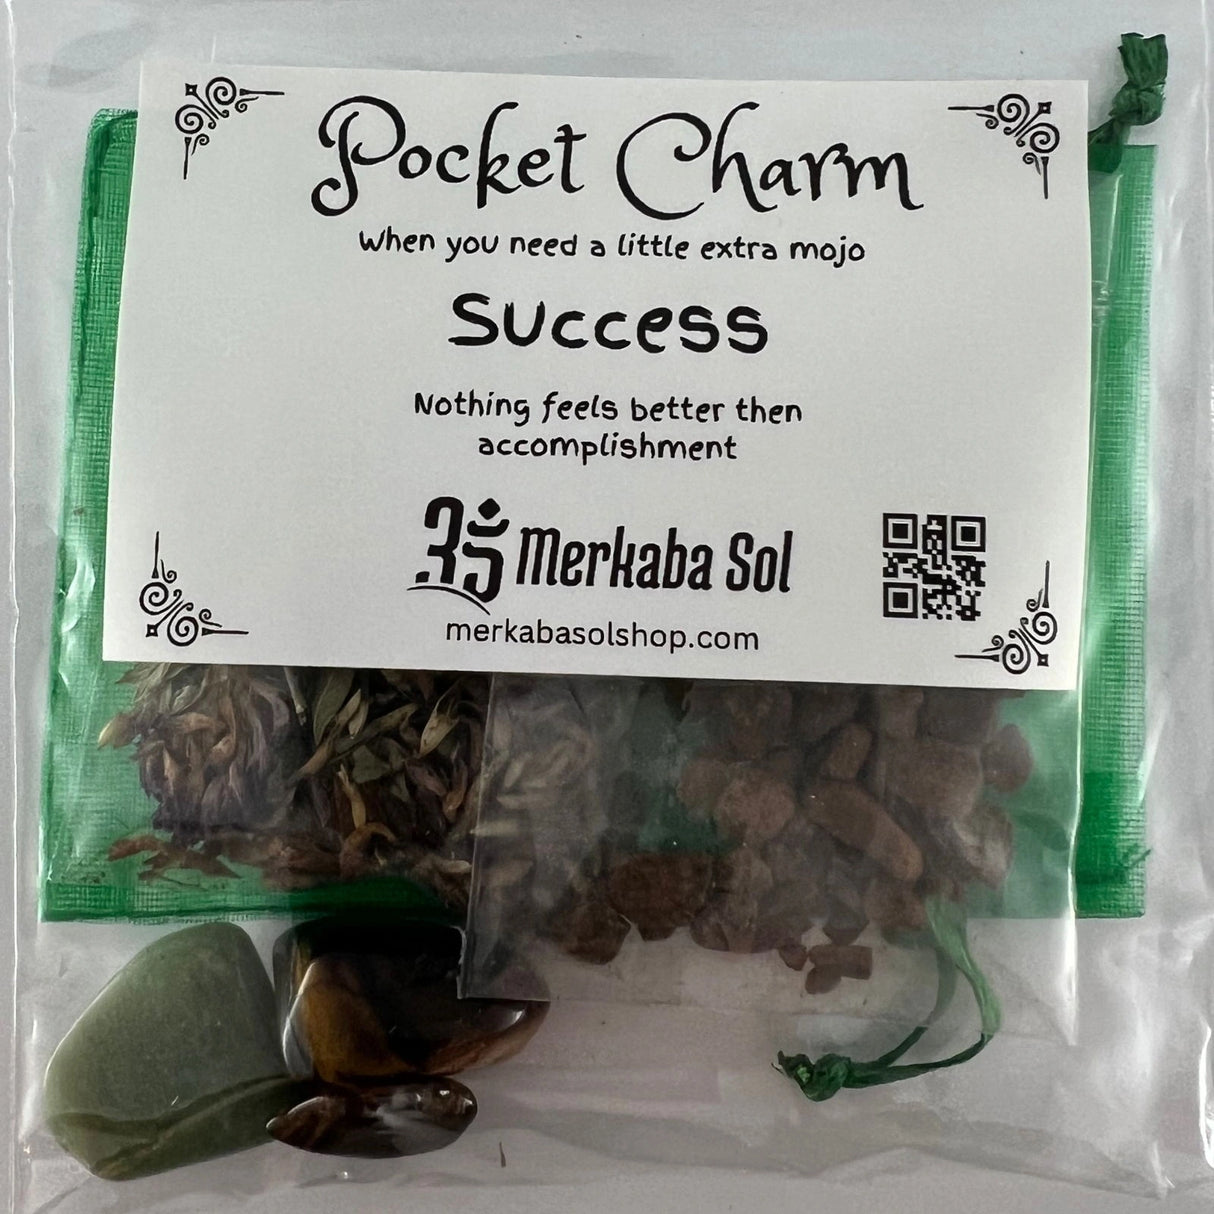 Pocket Charm
When you need a little extra mojo
Success
Nothing feels better then
accomplishment
Merkaba Sol
merkabasolshop.com